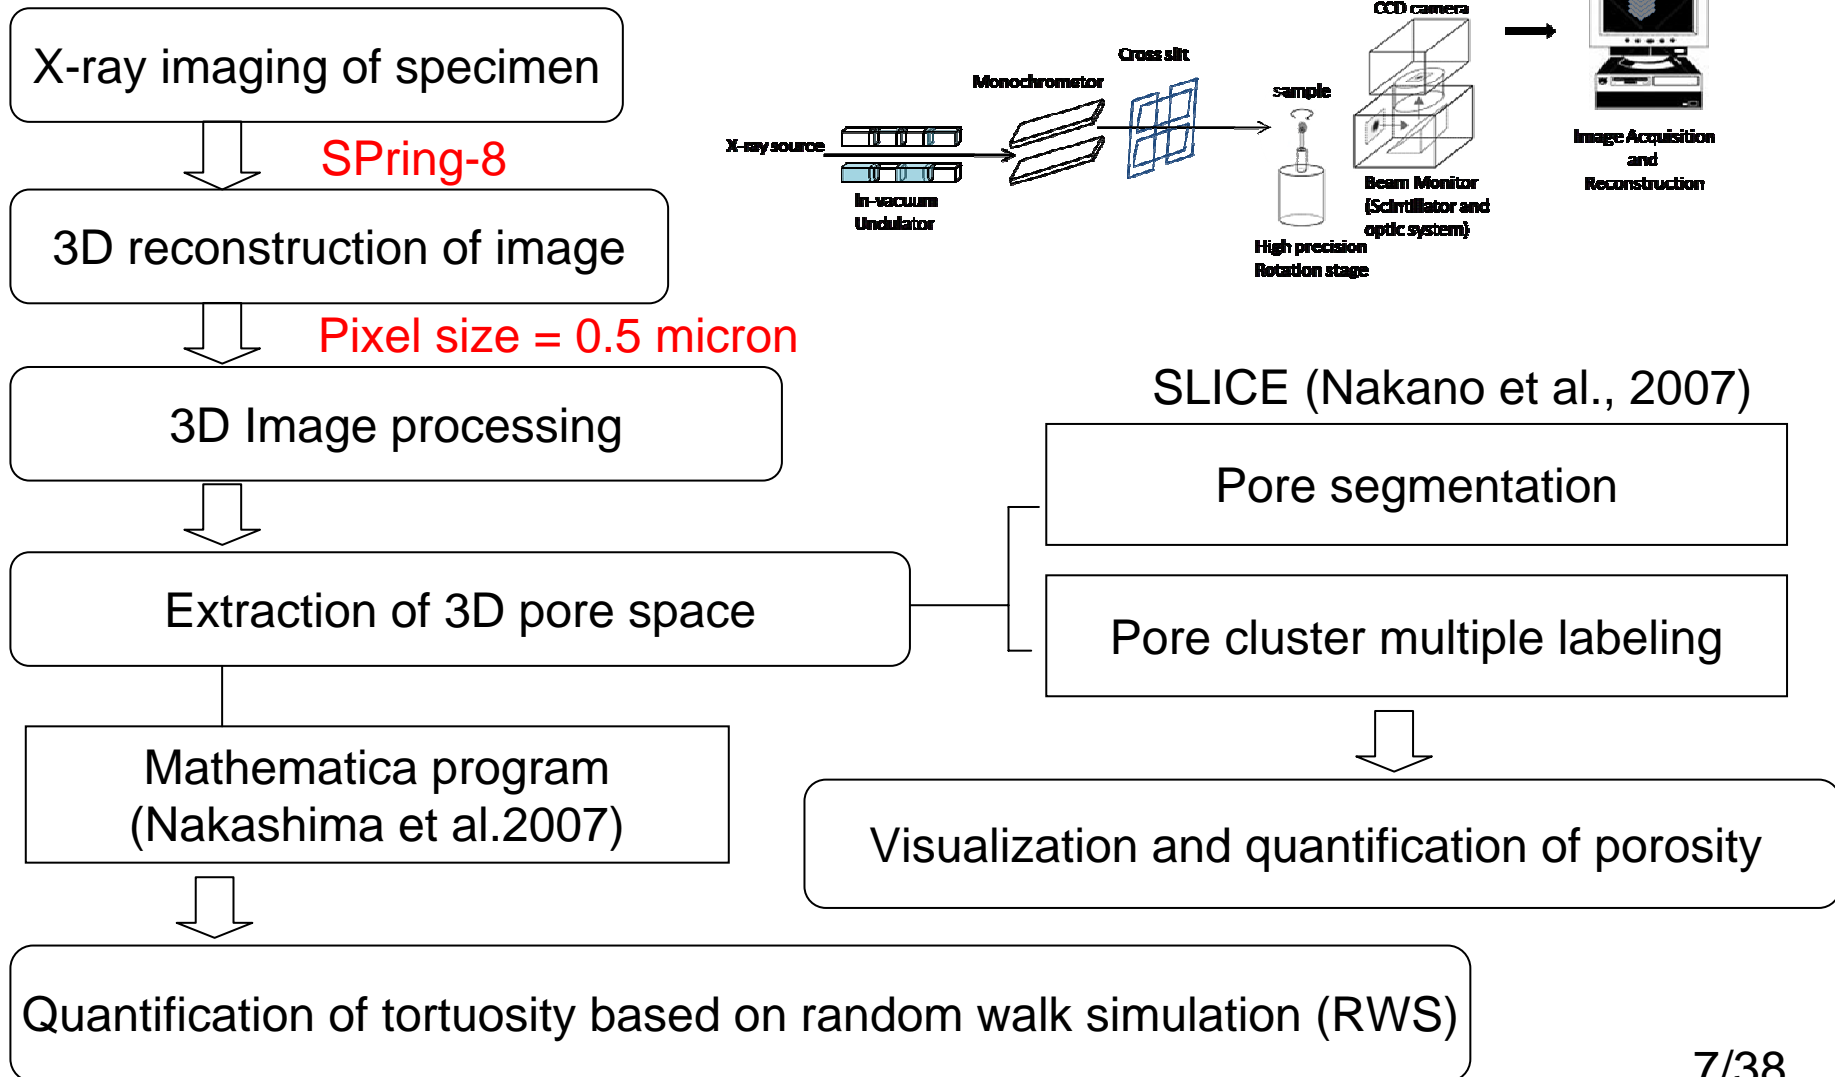 X-ray imaging of specimen
SPring-8
3D reconstruction of image
Pixel size = 0.5 micron
3D Image processing
Extraction of 3D pore space
Mathematica program
(Nakashima et al.2007)
Quantification of tortuosity based on random walk simulation (RWS)
X-ray source
In-vacuum
Undulator
Monochromator
Cross slit
sample
High precision
Rotation stage
CCD camera
Beam Monitor
(Scintillator and
optic system)
Image Acquisition
and
Reconstruction
SLICE (Nakano et al., 2007)
Pore segmentation
Pore cluster multiple labeling
Visualization and quantification of porosity
7/38